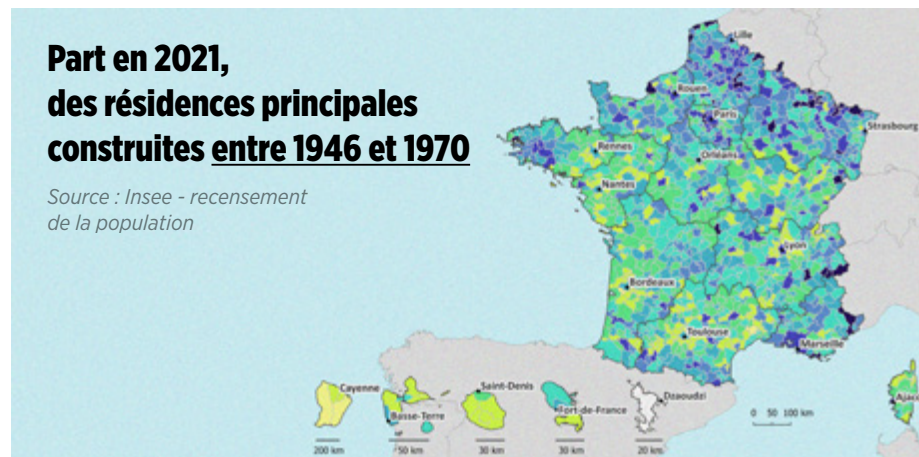 Part en 2021,
des résidences principales
construites entre 1946 et 1970
Source : Insee - recensement
de la population
Lille
Rouen
Paris
Strasbourg
Rennes
Orléans
Nantes
Lyon
Bordeaux
Toulouse
Marseille
Cayenne
Saint-Denis
Dzaoudzi
Basse-Terre
Fort-de-France
Ajac
0 50 100 km
200 km
50 km
30 km
30 km
20 km